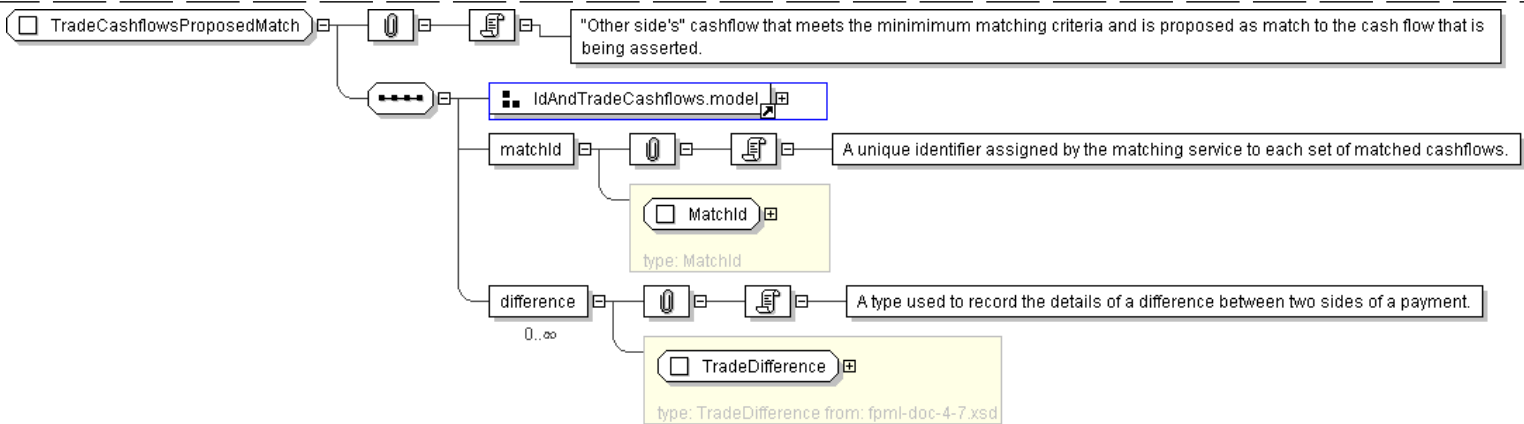 TradeCashflowsProposedMatch
"Other side's" cashflow that meets the minimimum matching criteria and is proposed as match to the cash flow that is
being asserted.
IdAndTradeCashflows.model
matchId
A unique identifier assigned by the matching service to each set of matched cashflows.
MatchId
type: MatchId
difference
A type used to record the details of a difference between two sides of a payment.
0..∞
TradeDifference
type: TradeDifference from: fpml-doc-4-7.xsd